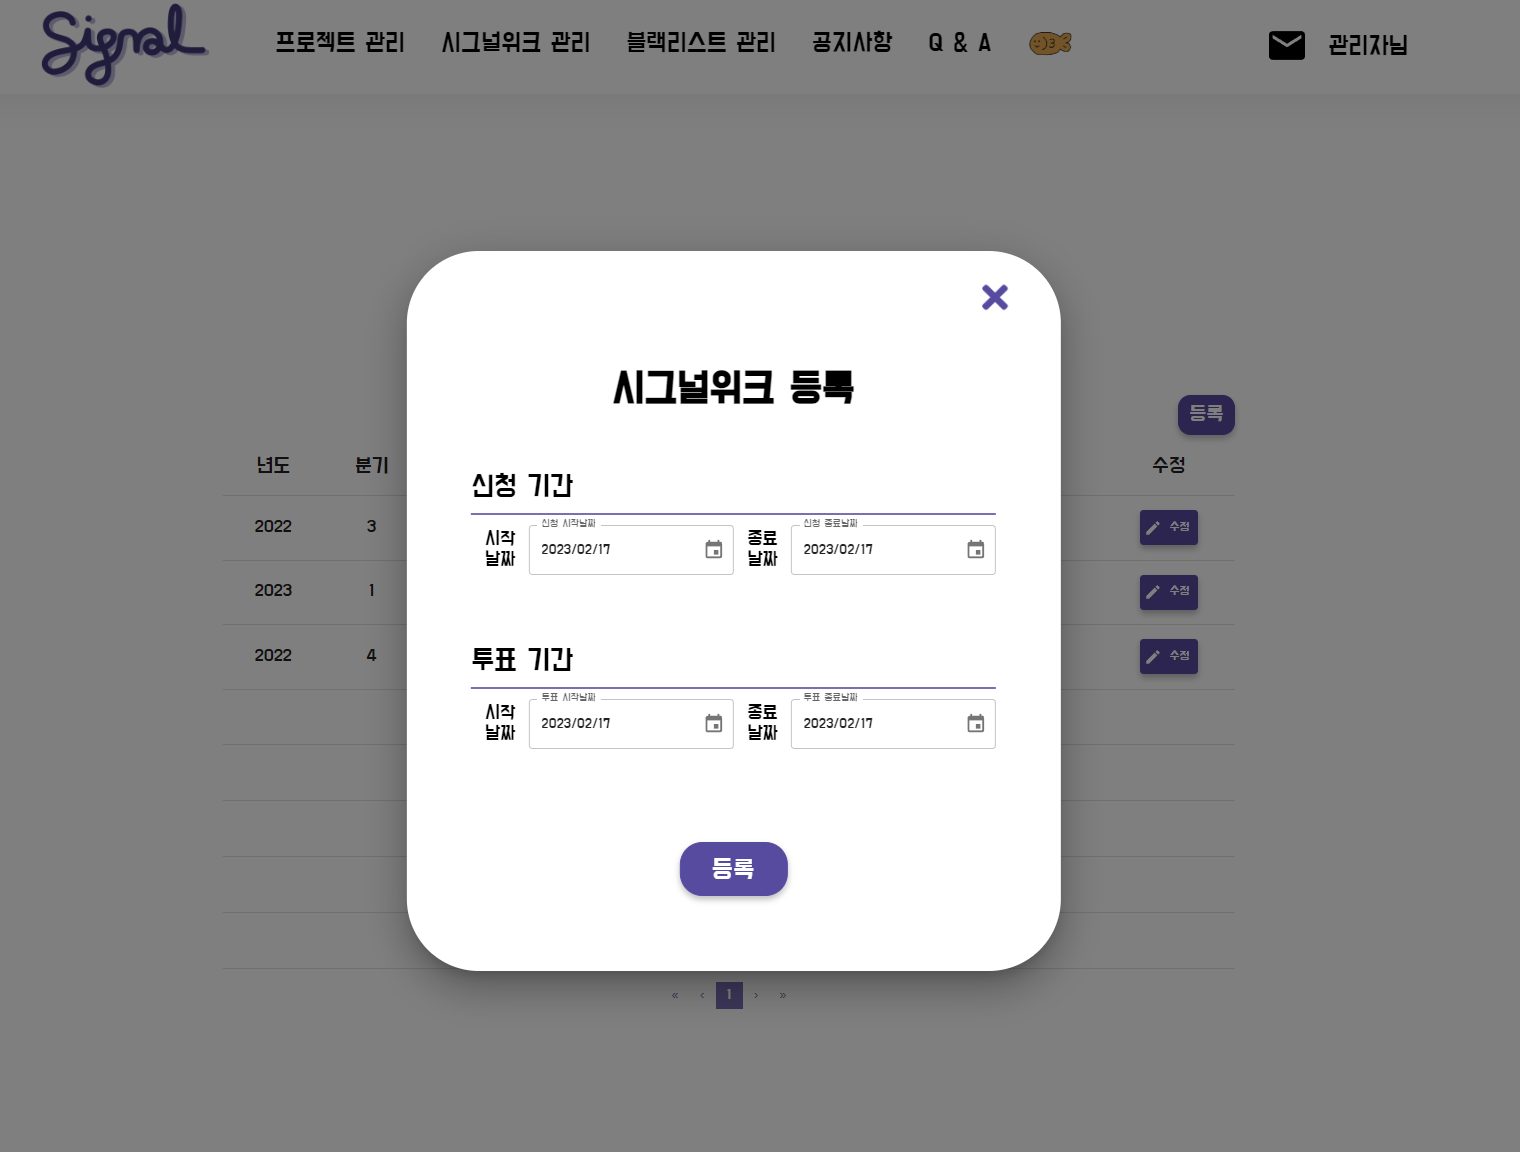 Signal
프로젝트 관리
시그널위크 관리
블랙리스트 관리
공지사항
Q & A
관리자님
시그널위크 등록
등록
년도
분기
수정
2022
3
수정
2023
1
수정
2022
4
수정
신청 기간
시작
날짜
신청 시작날짜
2023/02/17
종료
날짜
신청 종료날짜
2023/02/17
투표 기간
시작
날짜
투표 시작날짜
2023/02/17
종료
날짜
투표 종료날짜
2023/02/17
등록
« ‹ 1 › »